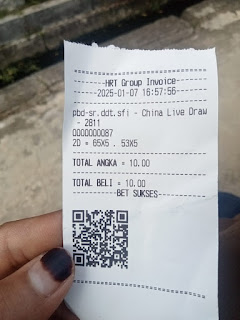 HRT Group Invoice
2025-01-07 16:57:56
pbd-sr.ddt.sfi - China Live Draw
- 2811
0000000087
2D = 65X5 . 53X5
TOTAL ANGKA = 10.00
TOTAL BELI = 10.00
BET SUKSES